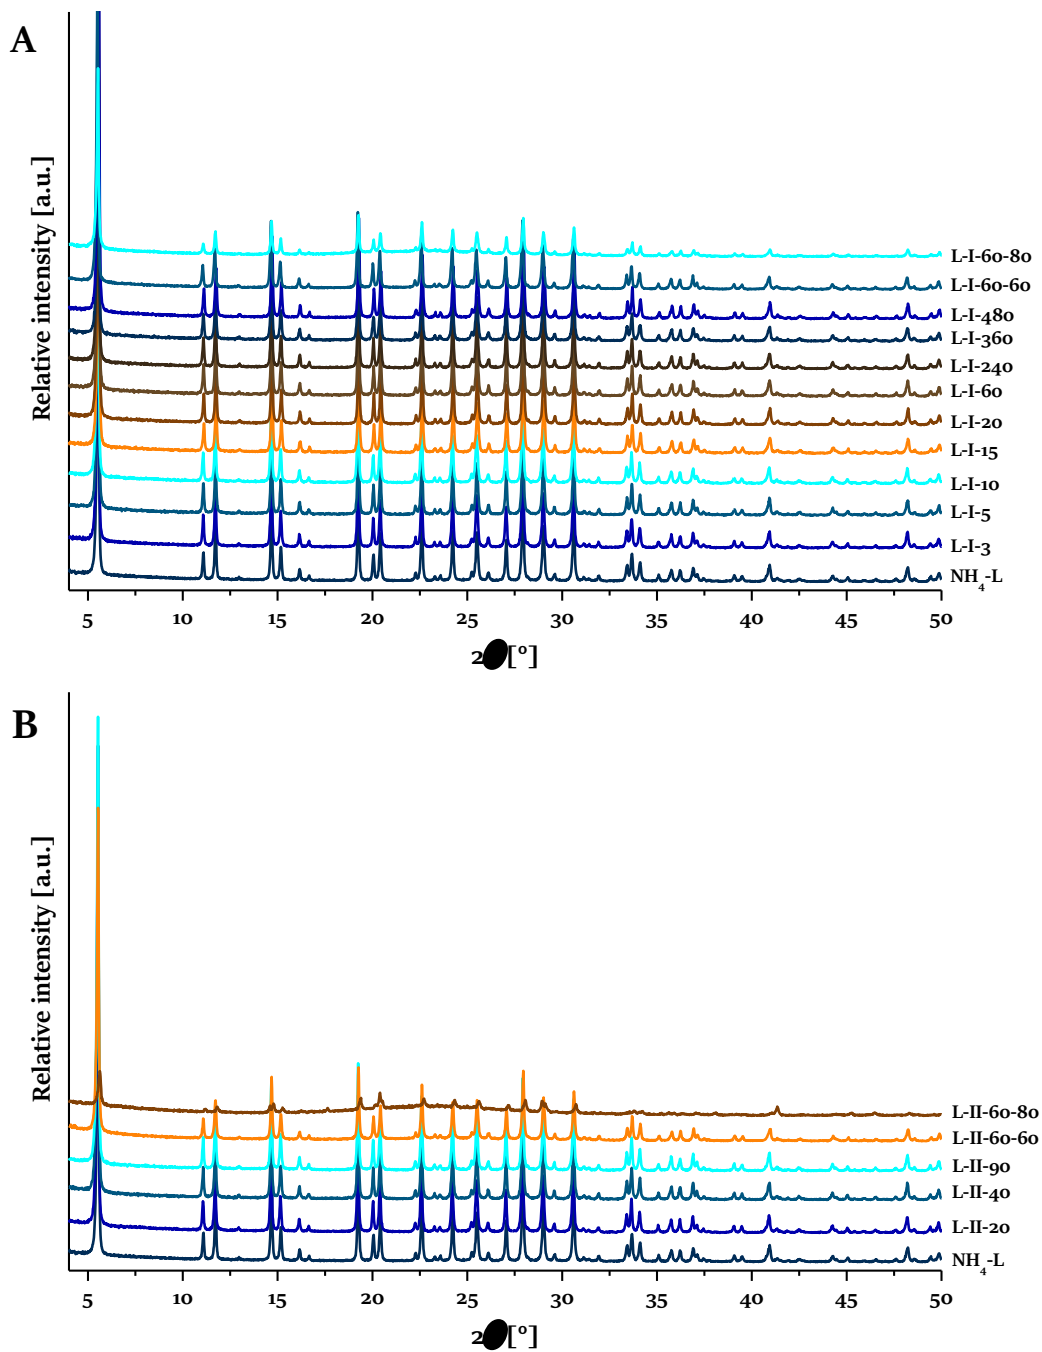 A
Relative intensity [a.u.]
L-I-60-80
L-I-60-60
L-I-480
L-I-360
L-I-240
L-I-60
L-I-20
L-I-15
L-I-10
L-I-5
L-I-3
NH₄-L
5 10 15 20 25 30 35 40 45 50
2 [°]
B
Relative intensity [a.u.]
L-II-60-80
L-II-60-60
L-II-90
L-II-40
L-II-20
NH₄-L
5 10 15 20 25 30 35 40 45 50
2 [°]